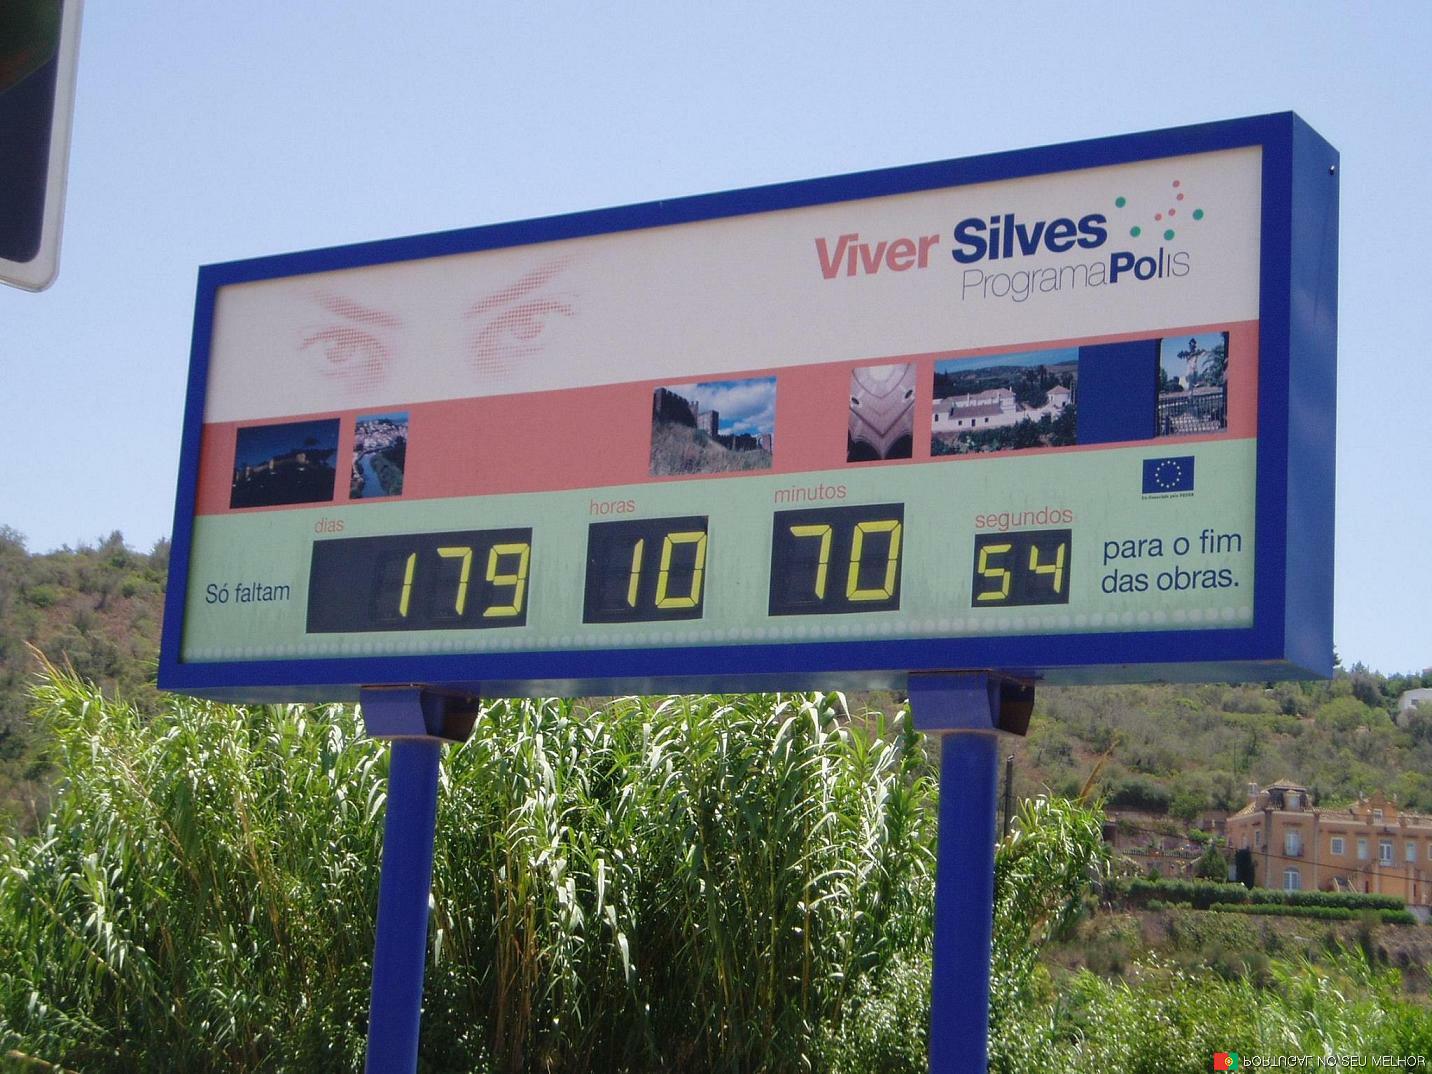 Viver Silves
ProgramaPolis
dias horas minutos segundos
Só faltam 179 10 70 54 para o fim
das obras.
PORTUGAL NO SEU MELHOR